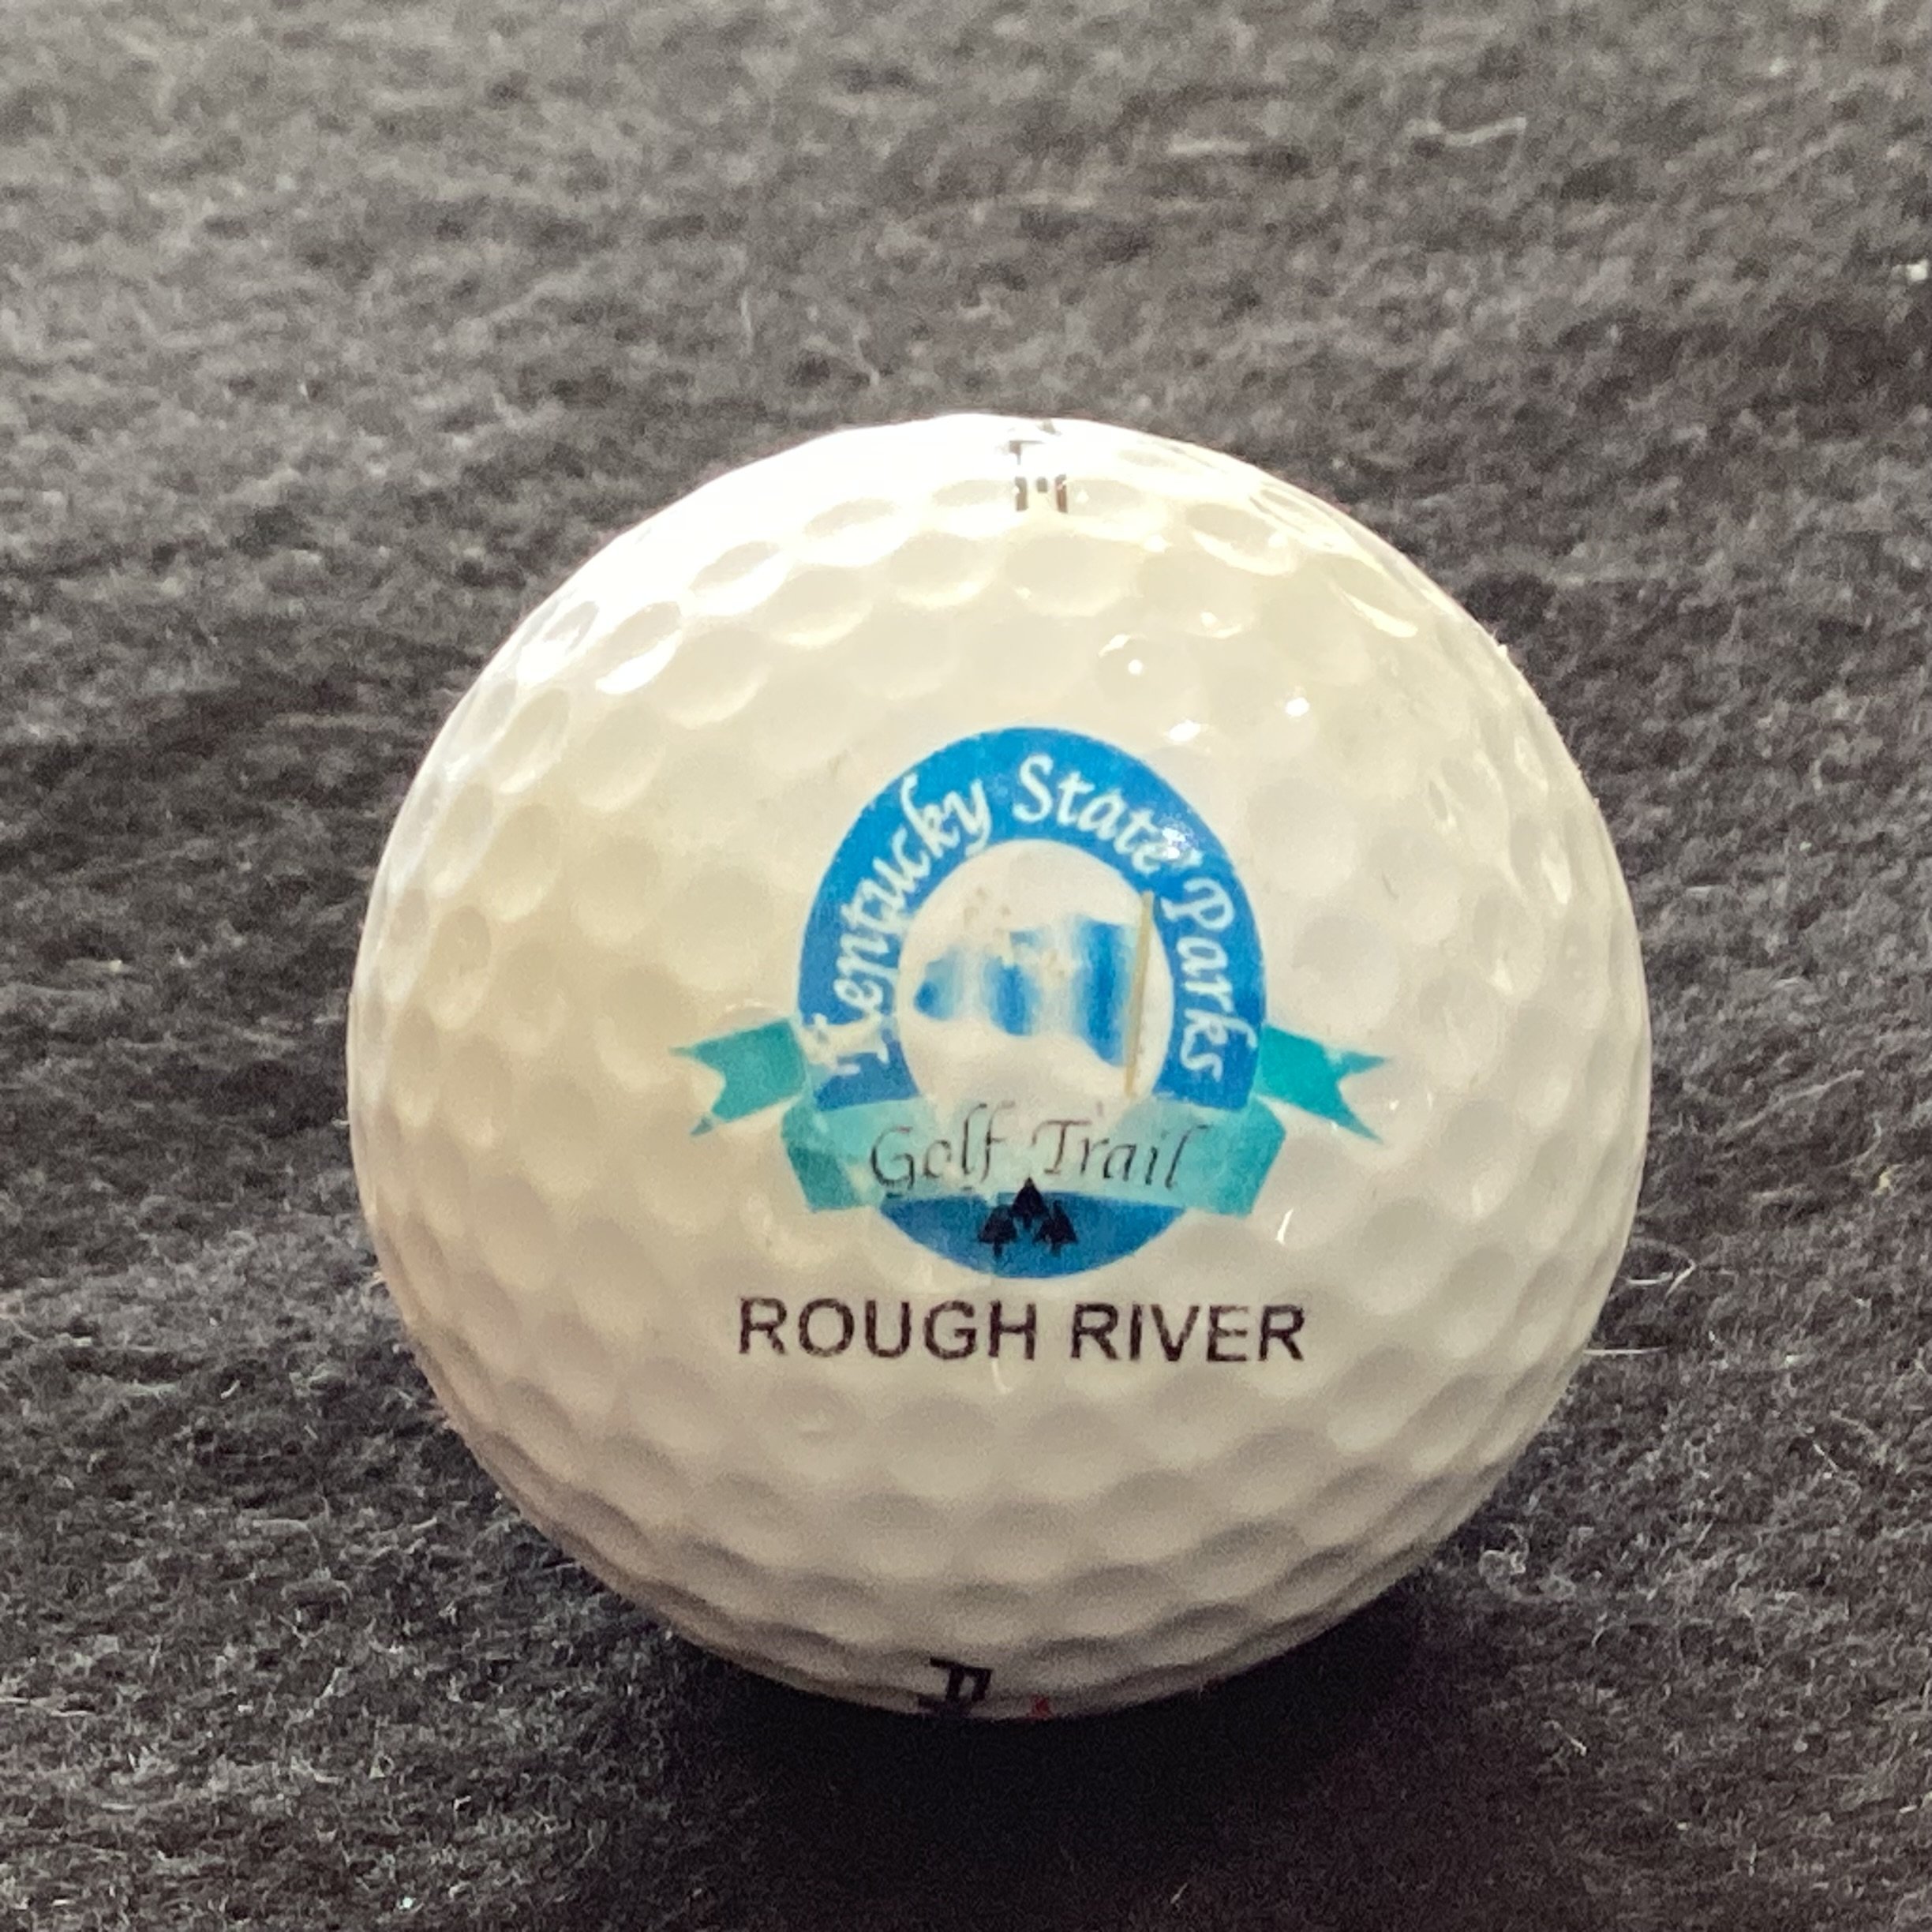 Kentucky State Parks
Golf Trail
ROUGH RIVER